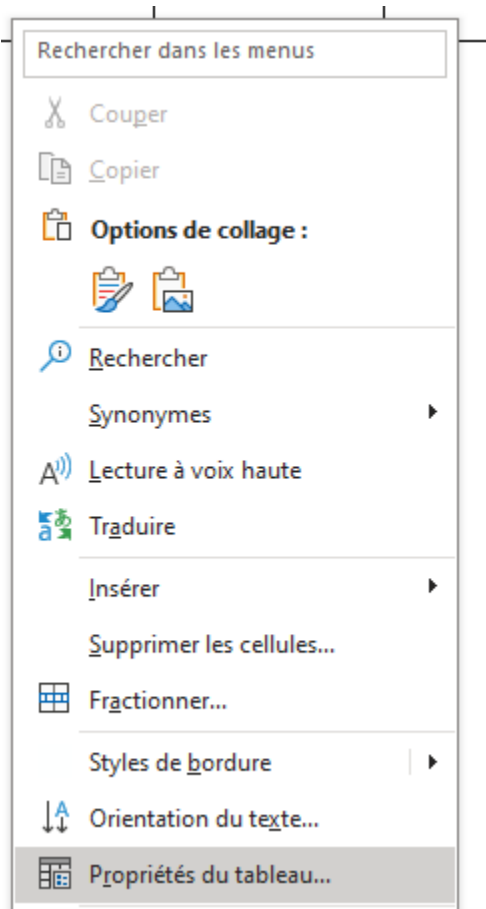 Rechercher dans les menus
Couper
Copier
Options de collage :
Rechercher
Synonymes
Lecture à voix haute
Traduire
Insérer
Supprimer les cellules...
Fractionner...
Styles de bordure
Orientation du texte...
Propriétés du tableau...